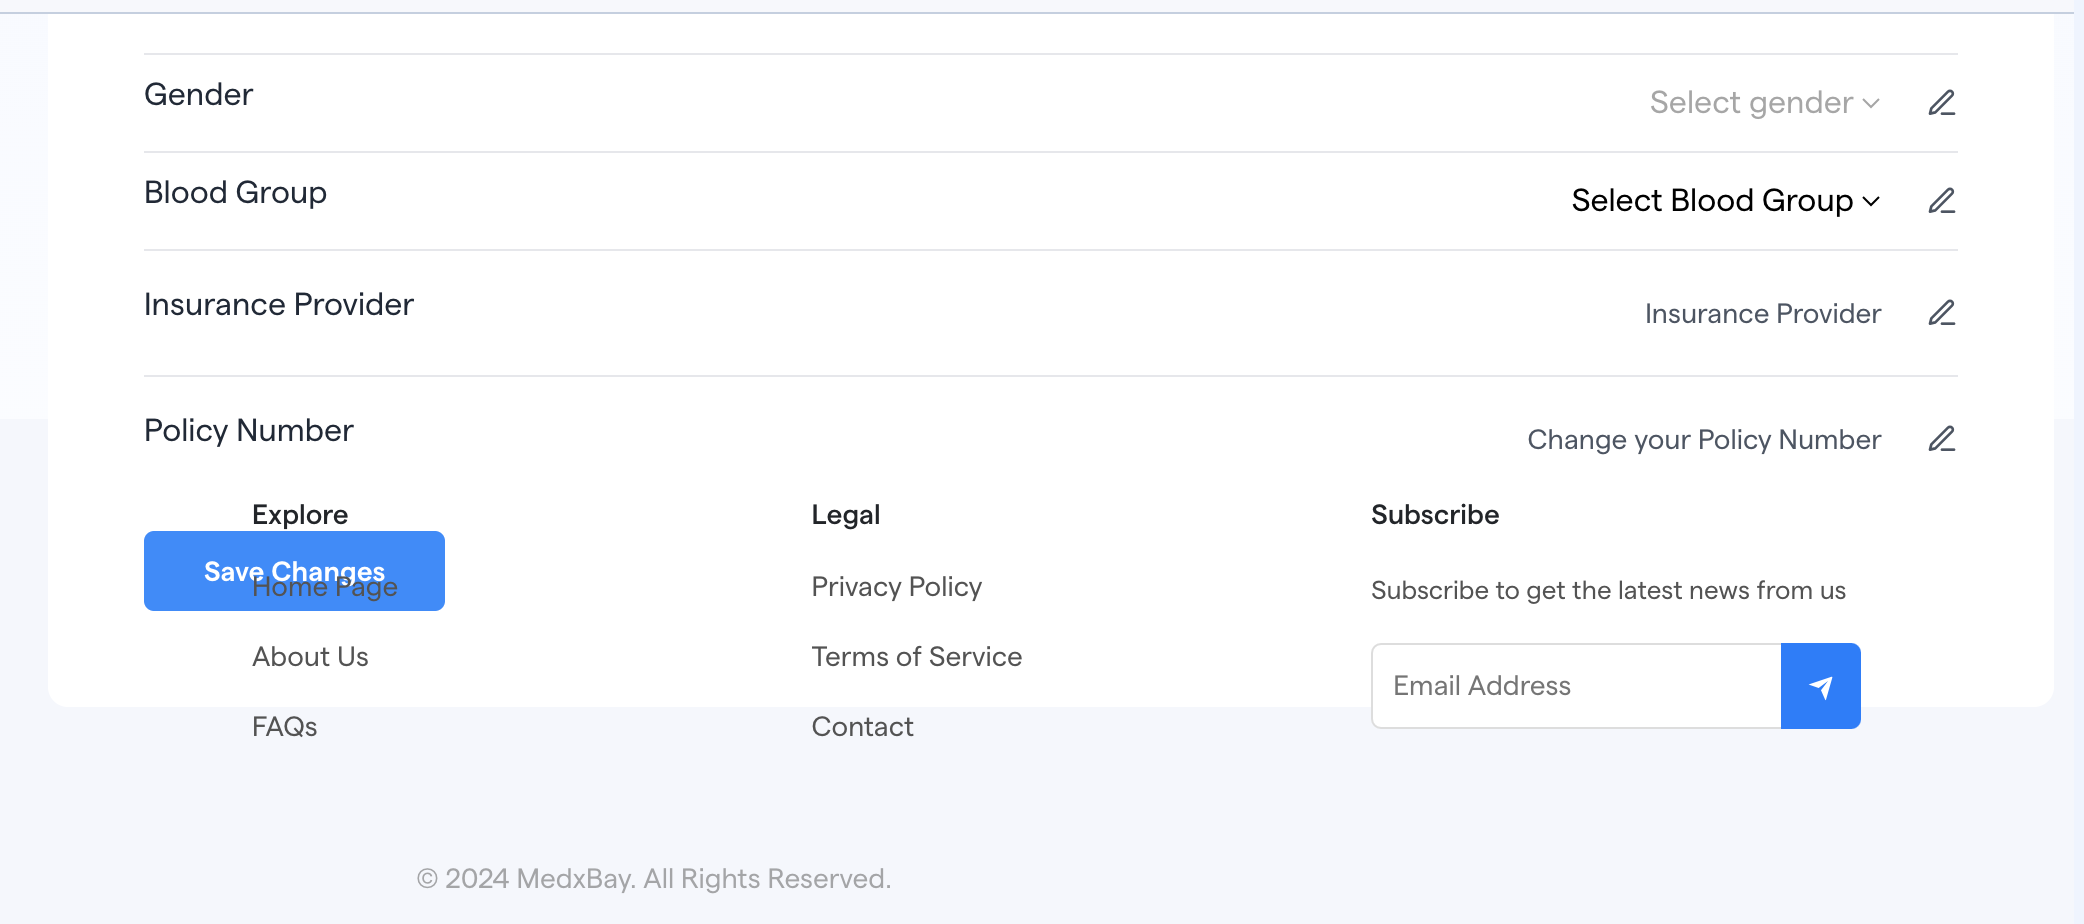 Gender
Select gender
Blood Group
Select Blood Group
Insurance Provider
Insurance Provider
Policy Number
Change your Policy Number
Explore
Legal
Subscribe
Save Changes
Home Page
Privacy Policy
Subscribe to get the latest news from us
About Us
Terms of Service
Email Address
FAQs
Contact
© 2024 MedxBay. All Rights Reserved.